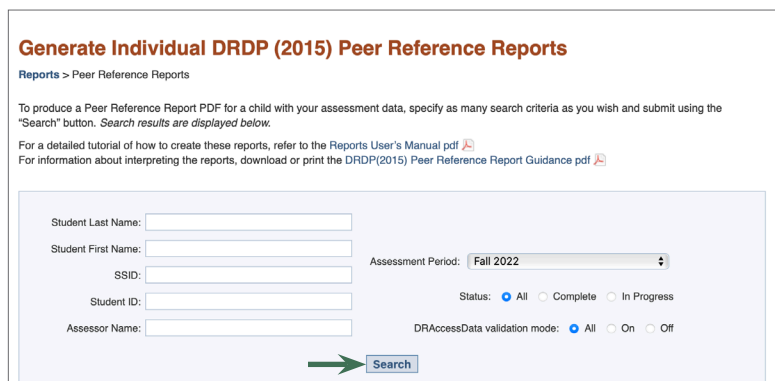 Generate Individual DRDP (2015) Peer Reference Reports
Reports > Peer Reference Reports
To produce a Peer Reference Report PDF for a child with your assessment data, specify as many search criteria as you wish and submit using the
“Search” button. Search results are displayed below.
For a detailed tutorial of how to create these reports, refer to the Reports User's Manual pdf
For information about interpreting the reports, download or print the DRDP(2015) Peer Reference Report Guidance pdf
Student Last Name:
Student First Name:
SSID:
Student ID:
Assessor Name:
Assessment Period: Fall 2022
Status: All Complete In Progress
DRAccessData validation mode: All On Off
Search